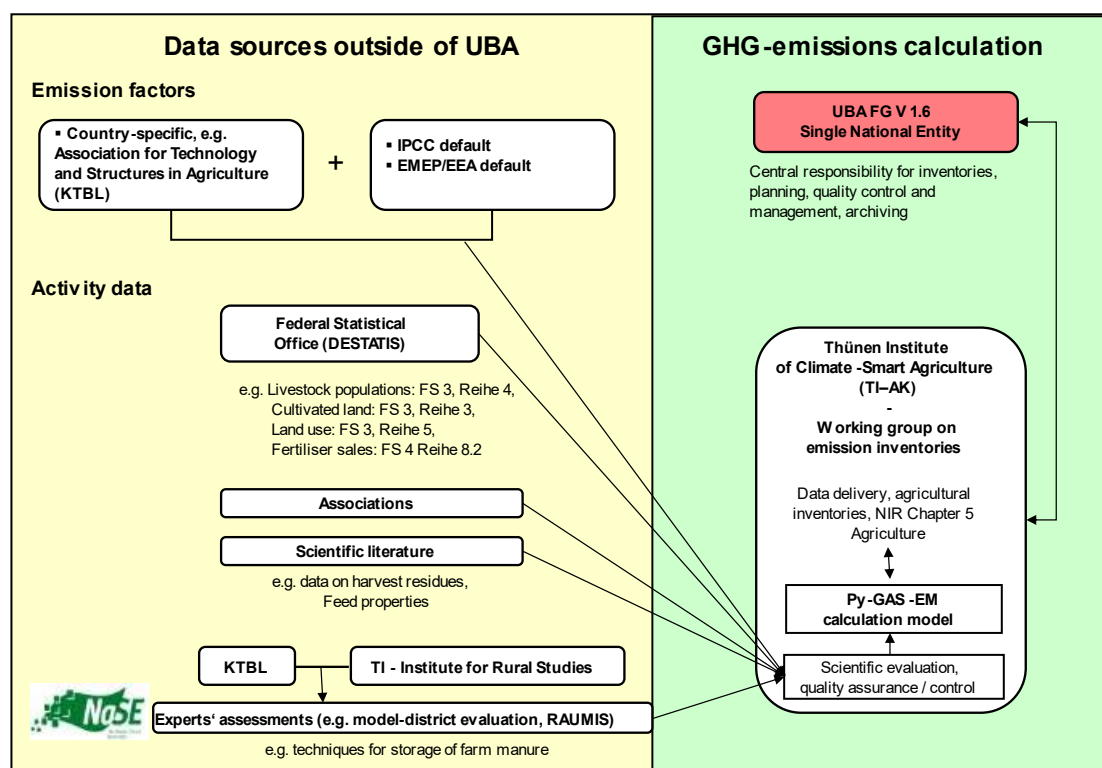 Data sources outside of UBA
GHG-emissions calculation
Emission factors
▪ Country-specific, e.g.
Association for Technology
and Structures in Agriculture
(KTBL)
+
▪ IPCC default
▪ EMEP/EEA default
UBA FG V 1.6
Single National Entity
Central responsibility for inventories,
planning, quality control and
management, archiving
Activity data
Federal Statistical
Office (DESTATIS)
e.g. Livestock populations: FS 3, Reihe 4,
Cultivated land: FS 3, Reihe 3,
Land use: FS 3, Reihe 5,
Fertiliser sales: FS 4 Reihe 8.2
Associations
Scientific literature
e.g. data on harvest residues,
Feed properties
KTBL
TI - Institute for Rural Studies
Experts‘ assessments (e.g. model-district evaluation, RAUMIS)
e.g. techniques for storage of farm manure
NaSE
Thünen Institute
of Climate -Smart Agriculture
(TI–AK)
-
Working group on
emission inventories
Data delivery, agricultural
inventories, NIR Chapter 5
Agriculture
Py-GAS -EM
calculation model
Scientific evaluation,
quality assurance / control